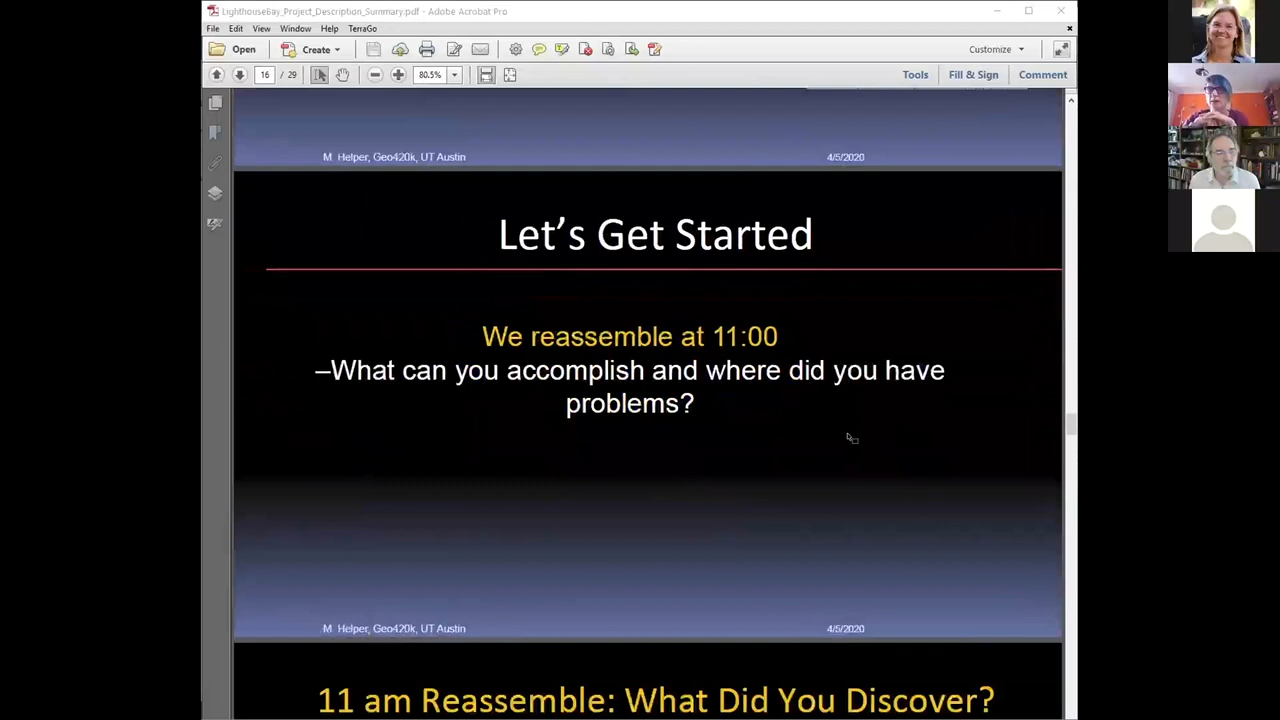 LighthouseBay_Project_Description_Summary.pdf - Adobe Acrobat Pro
File Edit View Window Help TerraGo
Open Create Customize
16 / 29 80.5% Tools Fill & Sign Comment
M Helper, Geo420k, UT Austin 4/5/2020
Let's Get Started
We reassemble at 11:00
–What can you accomplish and where did you have
problems?
M Helper, Geo420k, UT Austin 4/5/2020
11 am Reassemble: What Did You Discover?